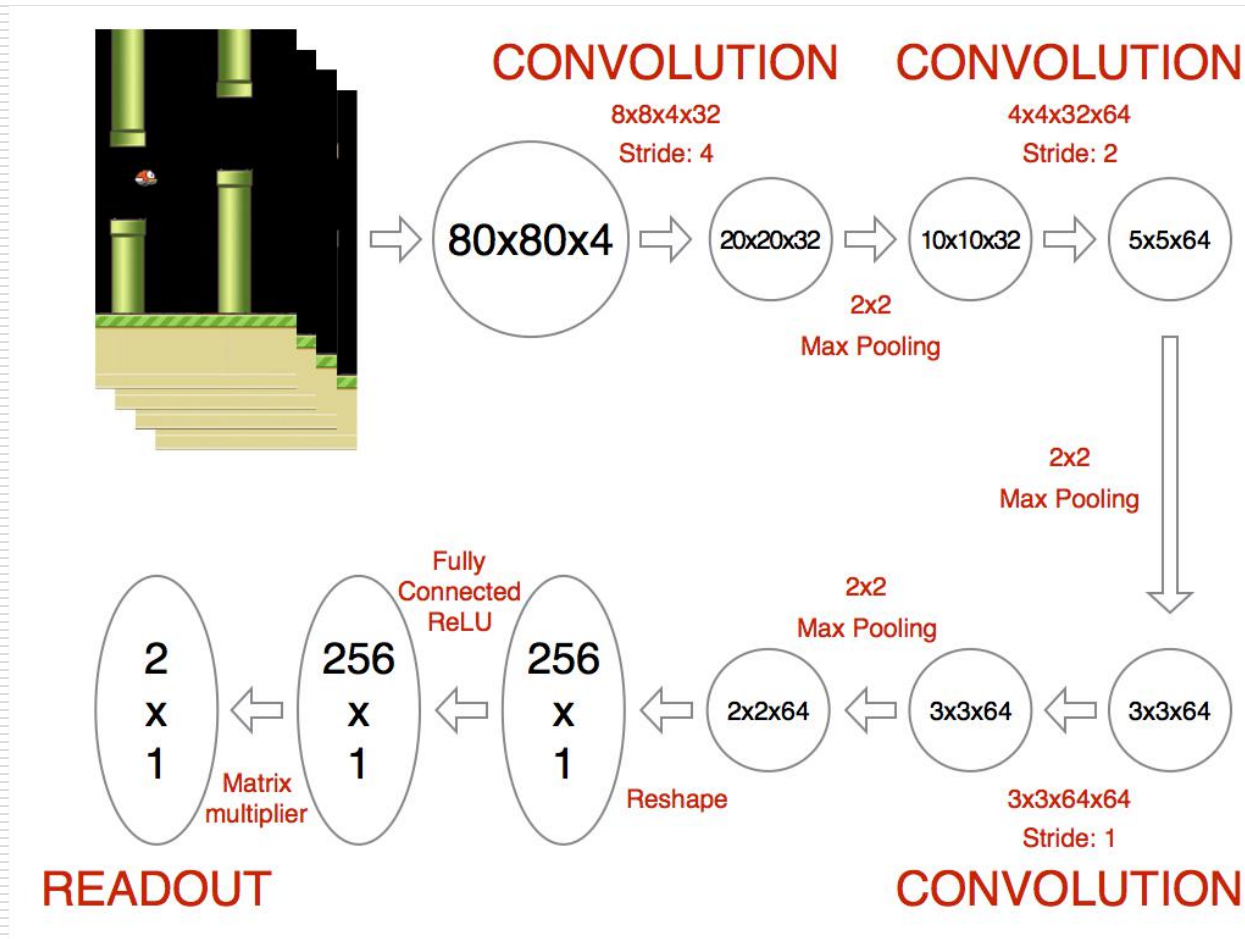 CONVOLUTION
8x8x4x32
Stride: 4
CONVOLUTION
4x4x32x64
Stride: 2
80x80x4
20x20x32
10x10x32
5x5x64
2x2
Max Pooling
2x2
Max Pooling
3x3x64
3x3x64x64
Stride: 1
CONVOLUTION
3x3x64
2x2
Max Pooling
2x2x64
Reshape
256
x
1
Fully
Connected
ReLU
256
x
1
Matrix
multiplier
2
x
1
READOUT